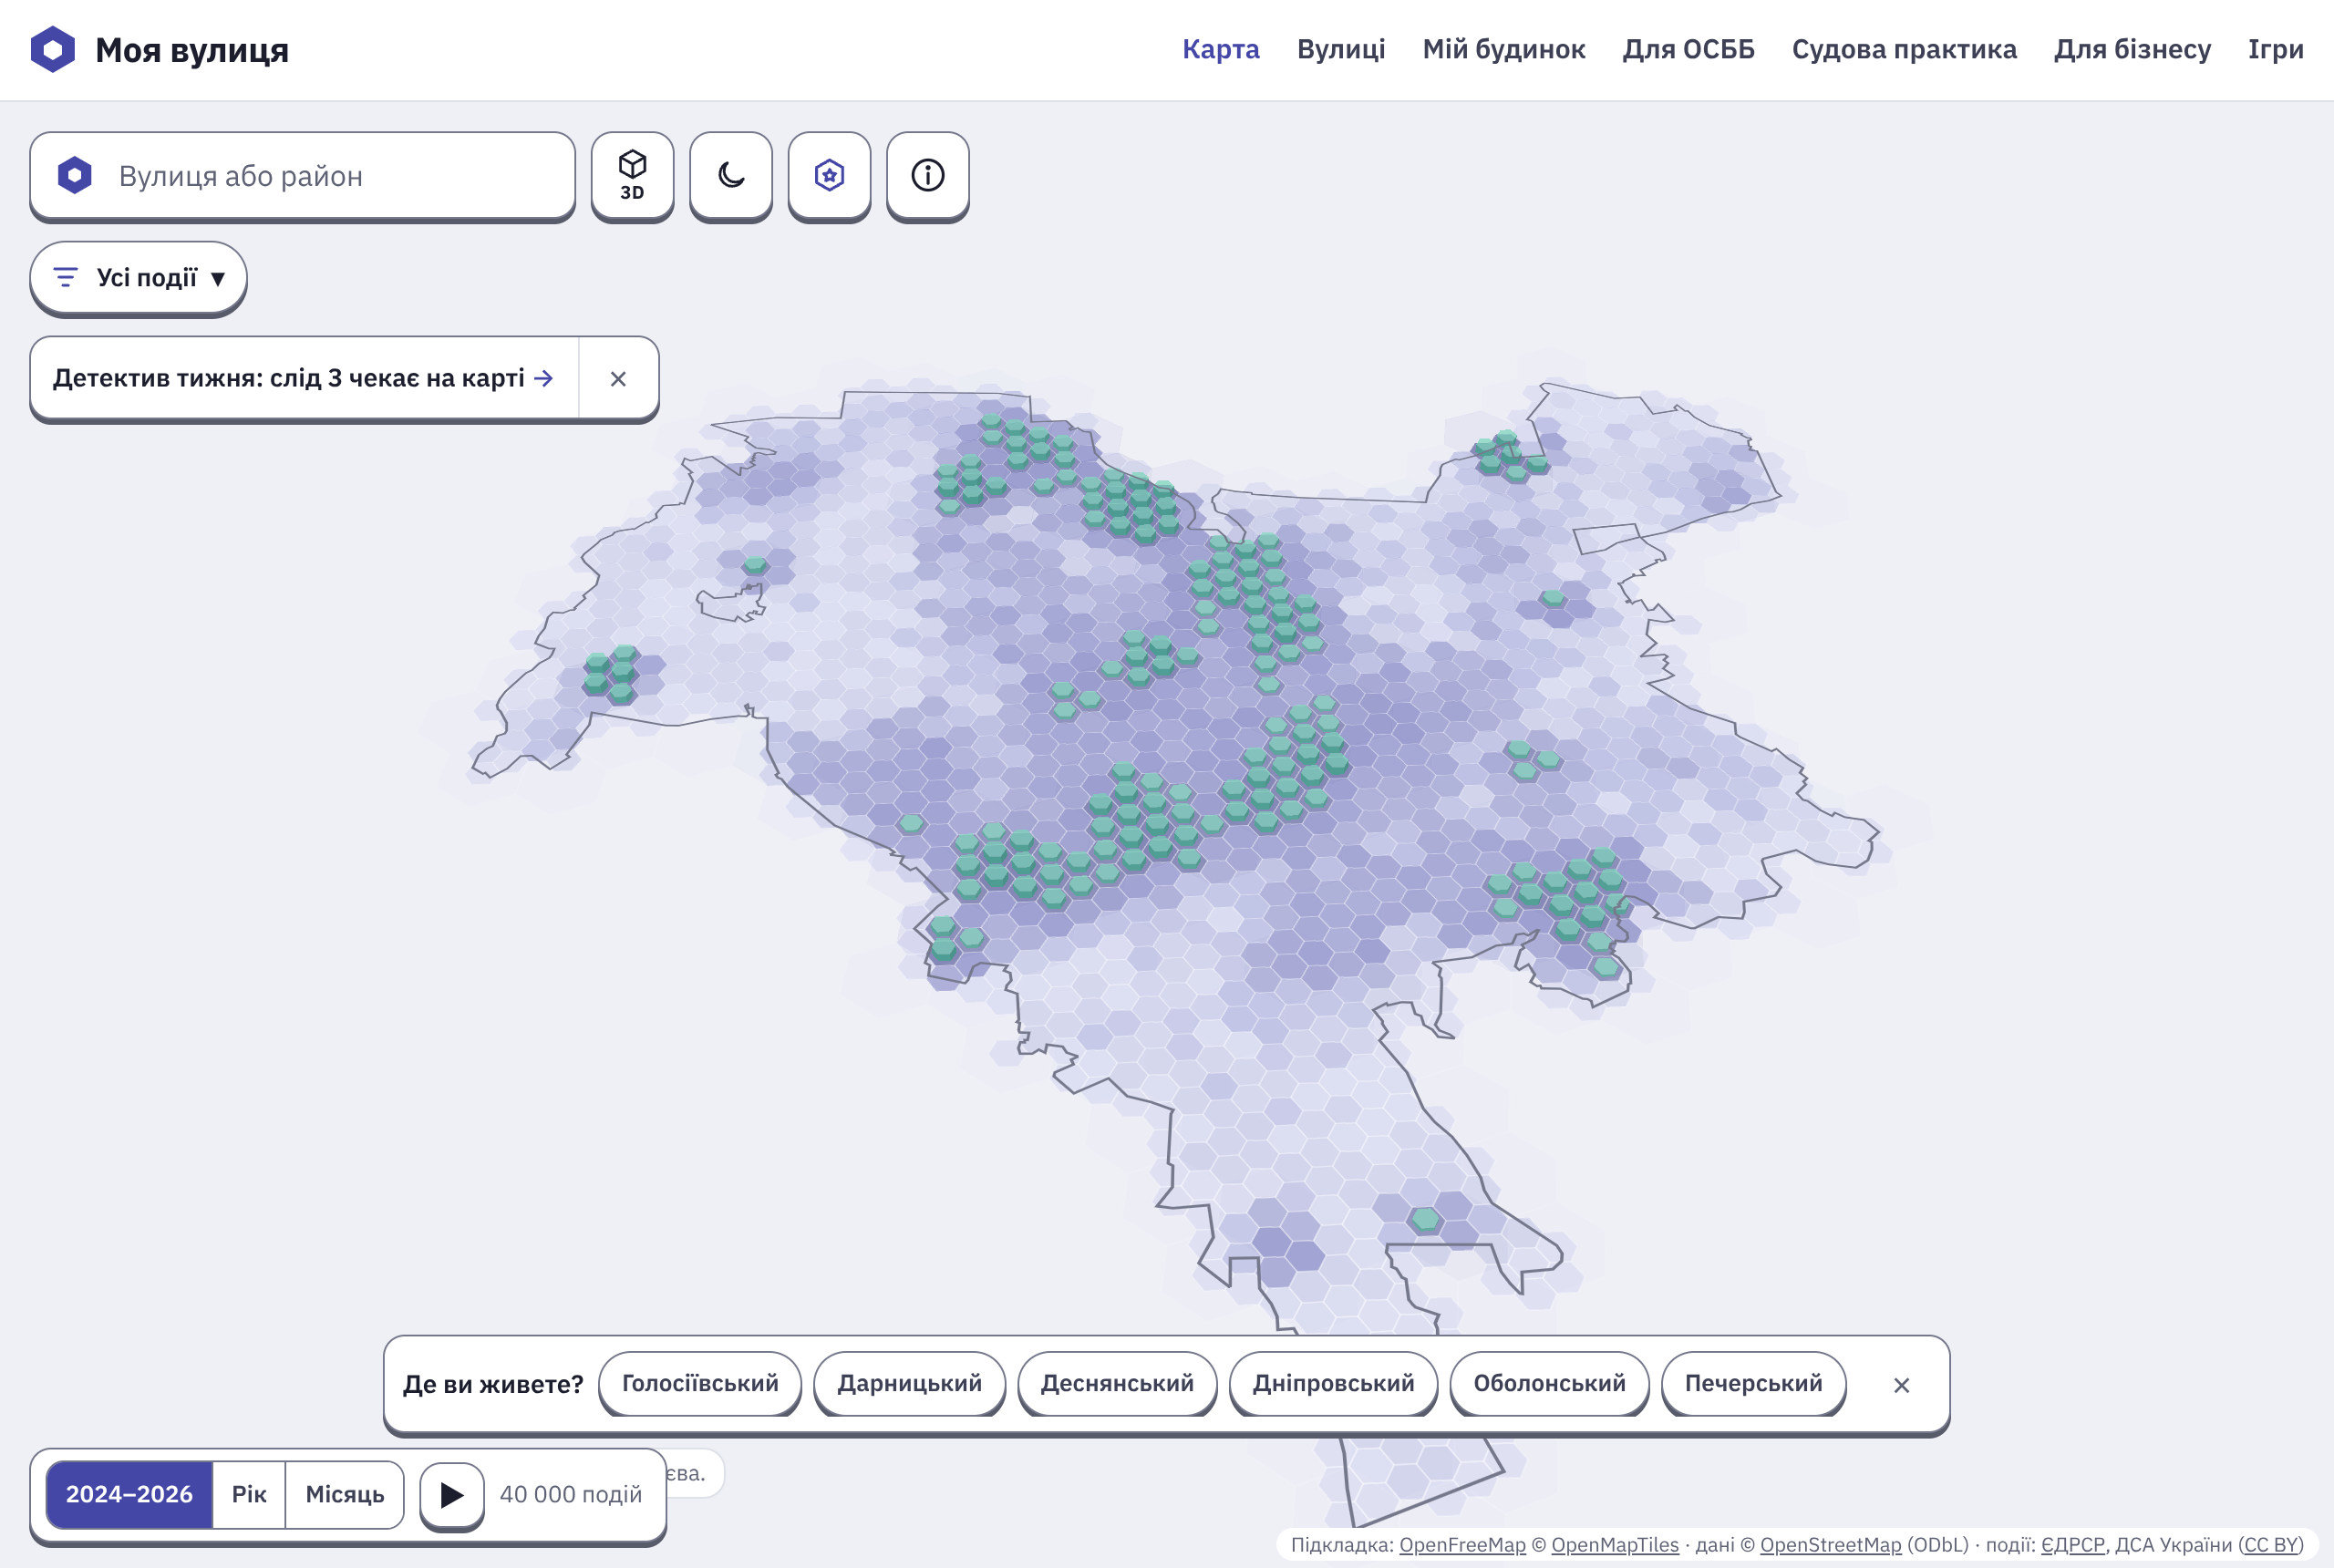 Моя вулиця
Карта Вулиці Мій будинок Для ОСББ Судова практика Для бізнесу Ігри
Вулиця або район
3D
Усі події ▼
Детектив тижня: слід 3 чекає на карті → ×
Де ви живете? Голосіївський Дарницький Деснянський Дніпровський Оболонський Печерський ×
2024–2026 Рік Місяць 40 000 подій
єва.
Підкладка: OpenFreeMap © OpenMapTiles · дані © OpenStreetMap (ODbL) · події: ЄДРСР, ДСА України (CC BY)